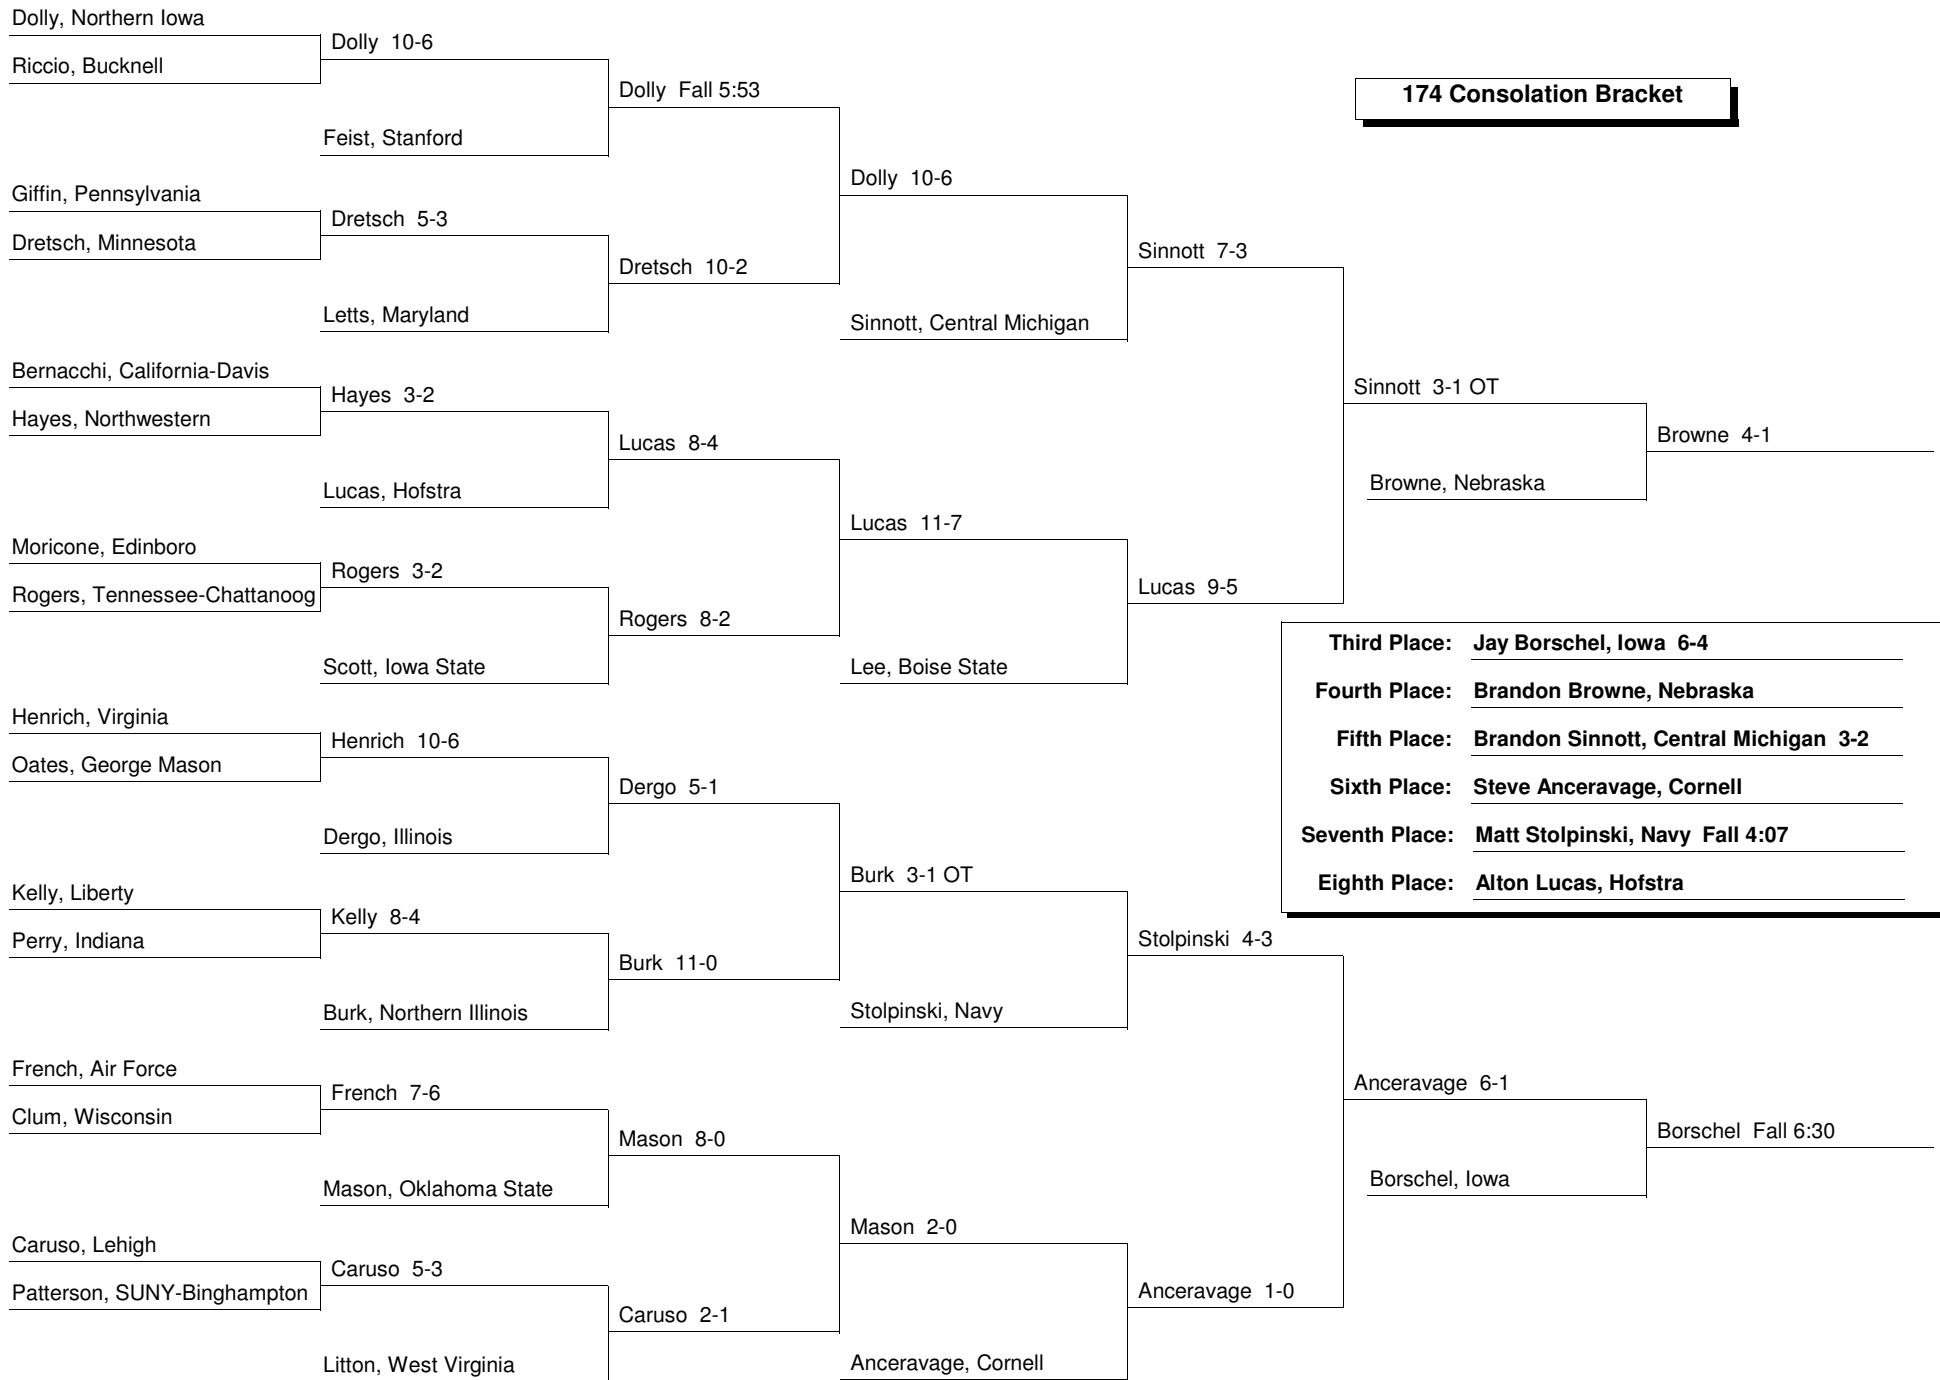 Dolly, Northern Iowa
Dolly  10-6
Riccio, Bucknell
Dolly  Fall 5:53
174 Consolation Bracket
Feist, Stanford
Dolly  10-6
Giffin, Pennsylvania
Dretsch  5-3
Dretsch, Minnesota
Sinnott  7-3
Dretsch  10-2
Letts, Maryland
Sinnott, Central Michigan
Bernacchi, California-Davis
Sinnott  3-1 OT
Hayes  3-2
Hayes, Northwestern
Browne  4-1
Lucas  8-4
Browne, Nebraska
Lucas, Hofstra
Lucas  11-7
Moricone, Edinboro
Rogers  3-2
Lucas  9-5
Rogers, Tennessee-Chattanoog
Rogers  8-2
Third Place: Jay Borschel, Iowa  6-4
Scott, Iowa State
Lee, Boise State
Fourth Place: Brandon Browne, Nebraska
Henrich, Virginia
Henrich  10-6
Fifth Place: Brandon Sinnott, Central Michigan  3-2
Oates, George Mason
Dergo  5-1
Sixth Place: Steve Anceravage, Cornell
Dergo, Illinois
Seventh Place: Matt Stolpinski, Navy  Fall 4:07
Burk  3-1 OT
Eighth Place: Alton Lucas, Hofstra
Kelly, Liberty
Kelly  8-4
Perry, Indiana
Stolpinski  4-3
Burk  11-0
Burk, Northern Illinois
Stolpinski, Navy
French, Air Force
Anceravage  6-1
French  7-6
Clum, Wisconsin
Borschel  Fall 6:30
Mason  8-0
Borschel, Iowa
Mason, Oklahoma State
Mason  2-0
Caruso, Lehigh
Caruso  5-3
Anceravage  1-0
Patterson, SUNY-Binghampton
Caruso  2-1
Litton, West Virginia
Anceravage, Cornell